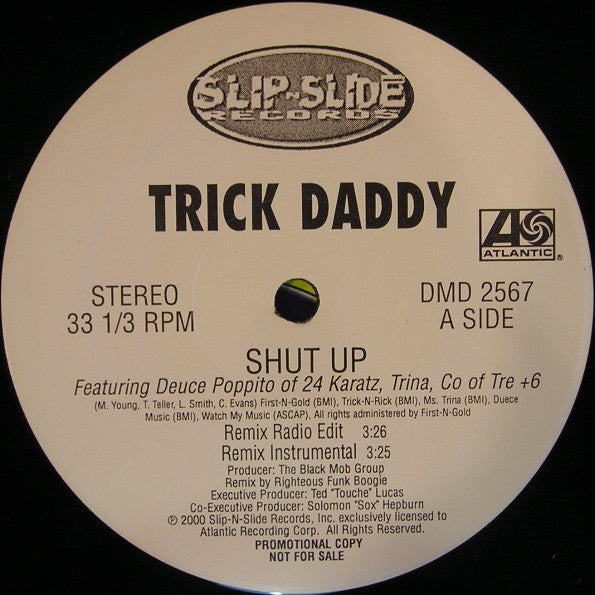 SLIP-N-SLIDE
RECORDS
TRICK DADDY
ATLANTIC®
STEREO
33 1/3 RPM
DMD 2567
A SIDE
SHUT UP
Featuring Deuce Poppito of 24 Karatz, Trina, Co of Tre +6
(M. Young, T. Teller, L. Smith, C. Evans) First-N-Gold (BMI), Trick-N-Rick (BMI), Ms. Trina (BMI), Duece
Music (BMI), Watch My Music (ASCAP), All rights administered by First-N-Gold
Remix Radio Edit 3:26
Remix Instrumental 3:25
Producer: The Black Mob Group
Remix by Righteous Funk Boogie
Executive Producer: Ted "Touche" Lucas
Co-Executive Producer: Solomon "Sox" Hepburn
℗ 2000 Slip-N-Slide Records, Inc. exclusively licensed to
Atlantic Recording Corp. All Rights Reserved.
PROMOTIONAL COPY
NOT FOR SALE